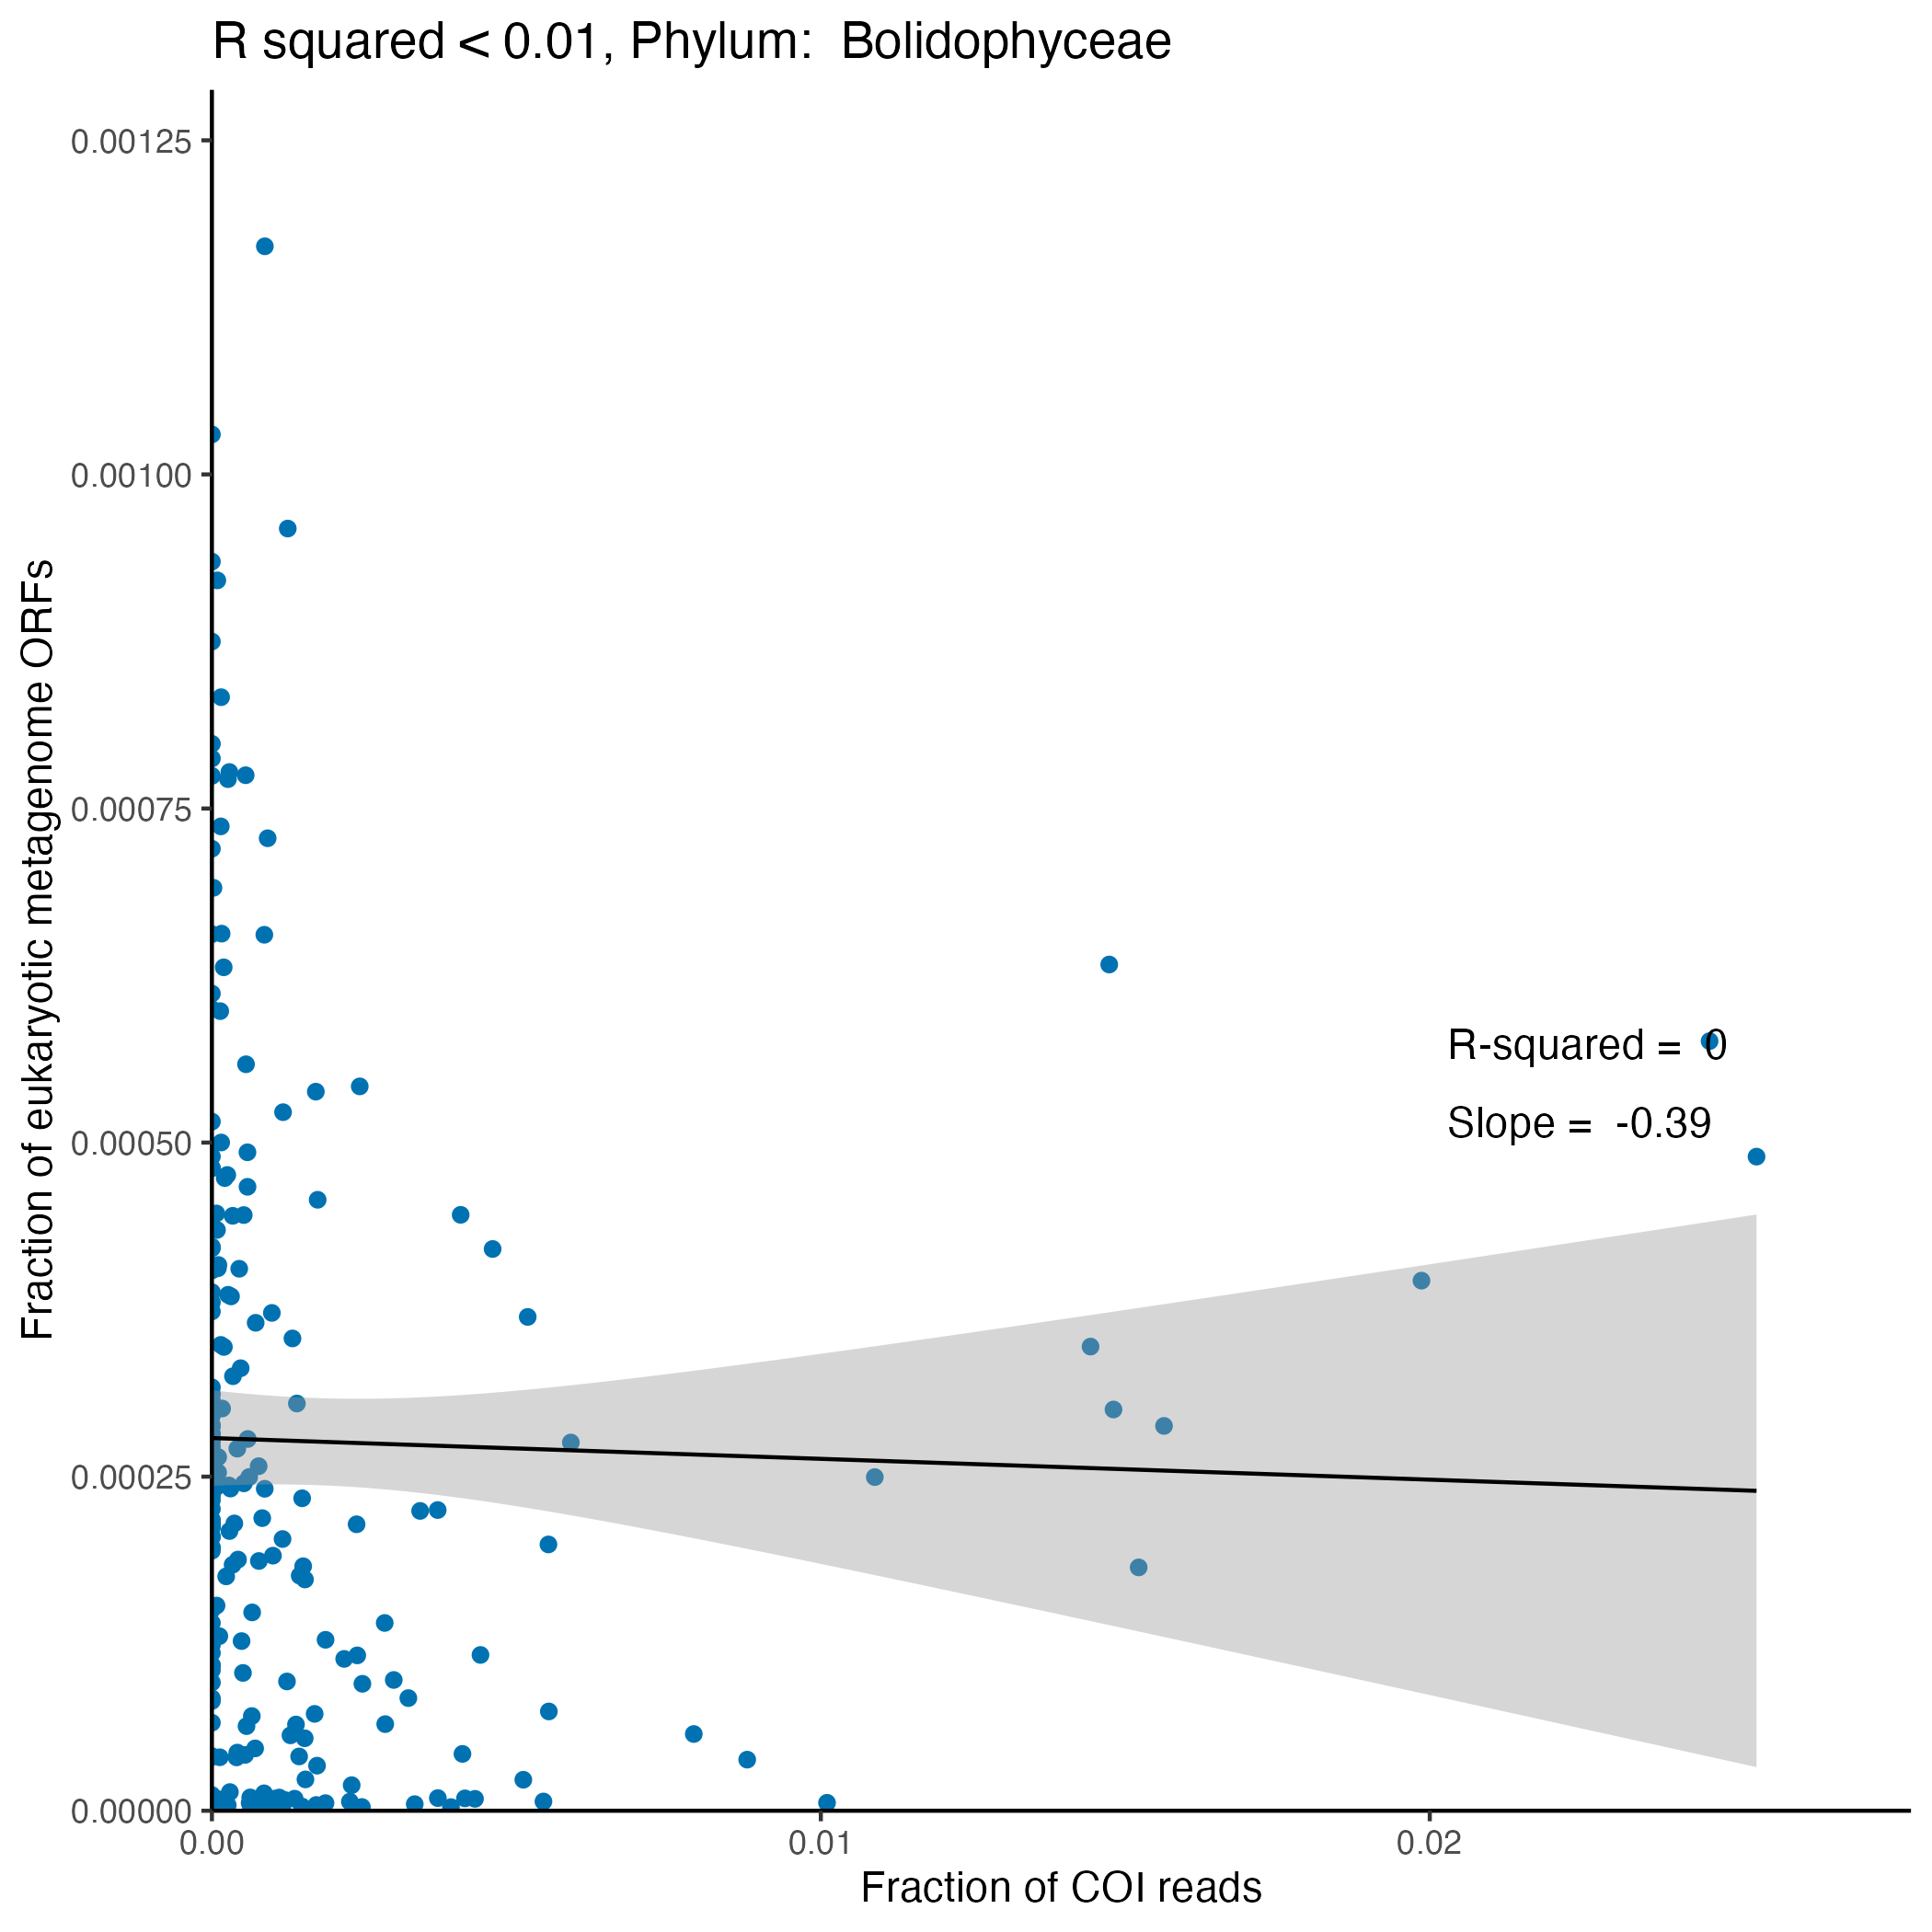 R squared < 0.01, Phylum:  Bolidophyceae
0.00125
0.00100
0.00075
0.00050
0.00025
0.00000
Fraction of eukaryotic metagenome ORFs
R-squared =  0
Slope =  -0.39
0.00
0.01
0.02
Fraction of COI reads